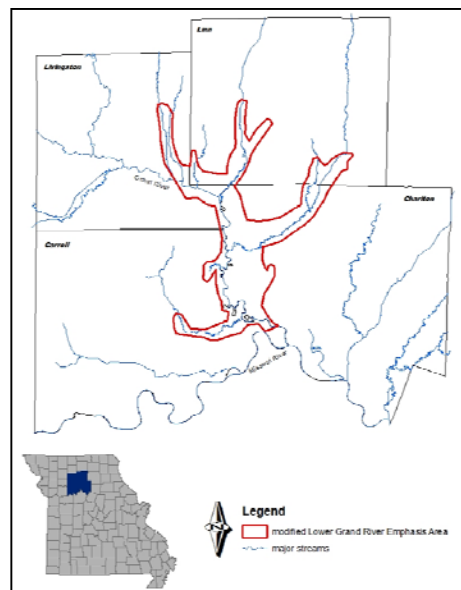 Linn
Livingston
Grand River
Chariton
Carroll
Missouri River
Legend
modified Lower Grand River Emphasis Area
major streams